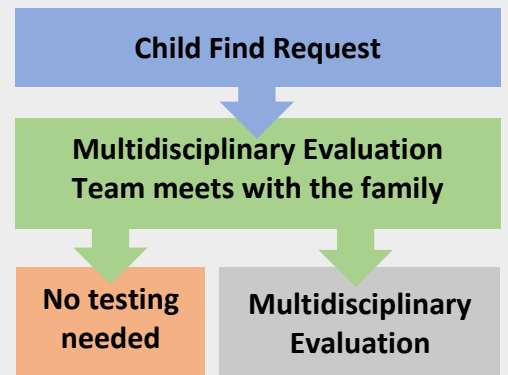 Child Find Request
Multidisciplinary Evaluation
Team meets with the family
No testing
needed
Multidisciplinary
Evaluation